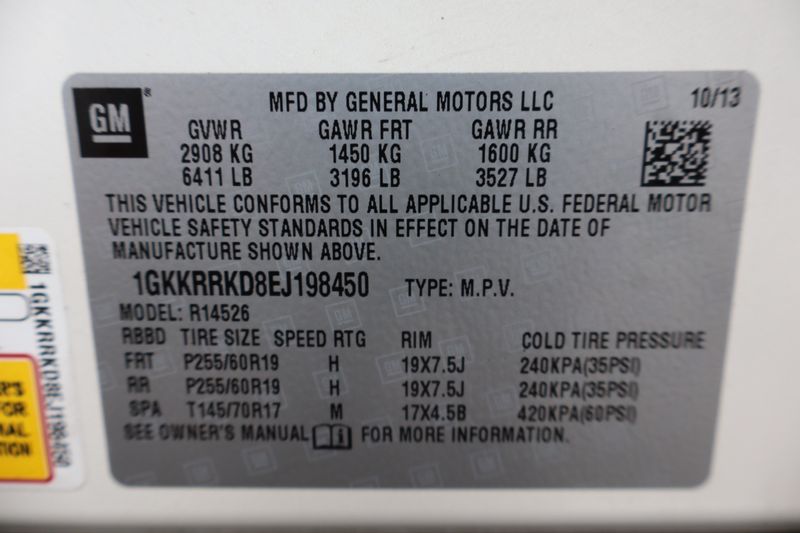 GM®
MFD BY GENERAL MOTORS LLC 10/13
GVWR GAWR FRT GAWR RR
2908 KG 1450 KG 1600 KG
6411 LB 3196 LB 3527 LB
THIS VEHICLE CONFORMS TO ALL APPLICABLE U.S. FEDERAL MOTOR
VEHICLE SAFETY STANDARDS IN EFFECT ON THE DATE OF
MANUFACTURE SHOWN ABOVE.
1GKKRRKD8EJ198450 TYPE: M.P.V.
MODEL: R14526
RBBD TIRE SIZE SPEED RTG RIM COLD TIRE PRESSURE
FRT P255/60R19 H 19X7.5J 240KPA(35PSI)
RR P255/60R19 H 19X7.5J 240KPA(35PSI)
SPA T145/70R17 M 17X4.5B 420KPA(60PSI)
SEE OWNER'S MANUAL FOR MORE INFORMATION.
1GKKRRKD8EJ198450
FOR